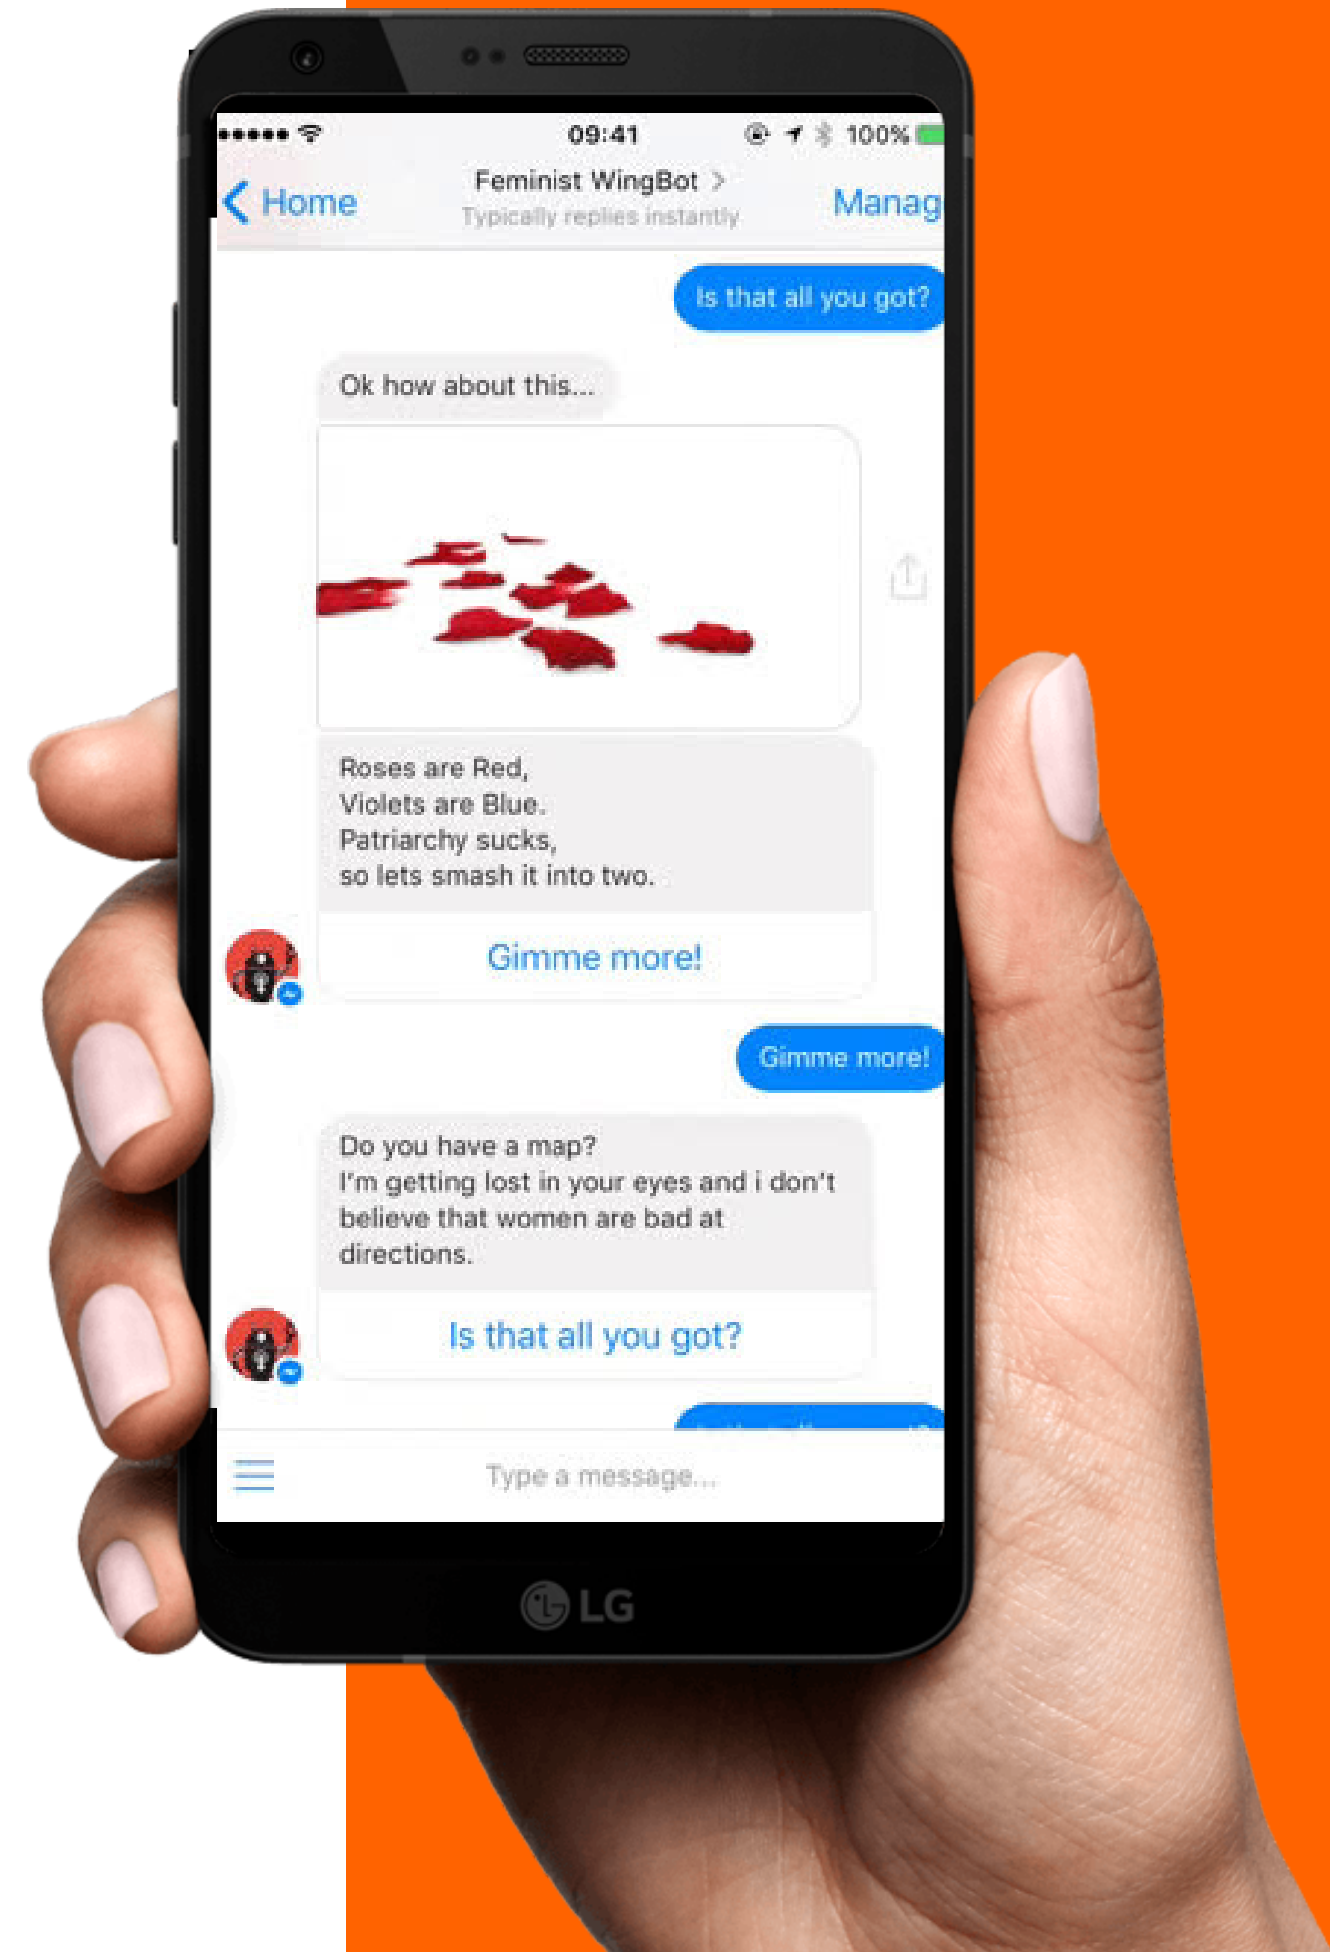 09:41
100%
Home
Feminist WingBot >
Manag
Typically replies instantly
Is that all you got?
Ok how about this...
Roses are Red,
Violets are Blue.
Patriarchy sucks,
so lets smash it into two.
Gimme more!
Gimme more!
Do you have a map?
I'm getting lost in your eyes and i don't
believe that women are bad at
directions.
Is that all you got?
Type a message...
LG